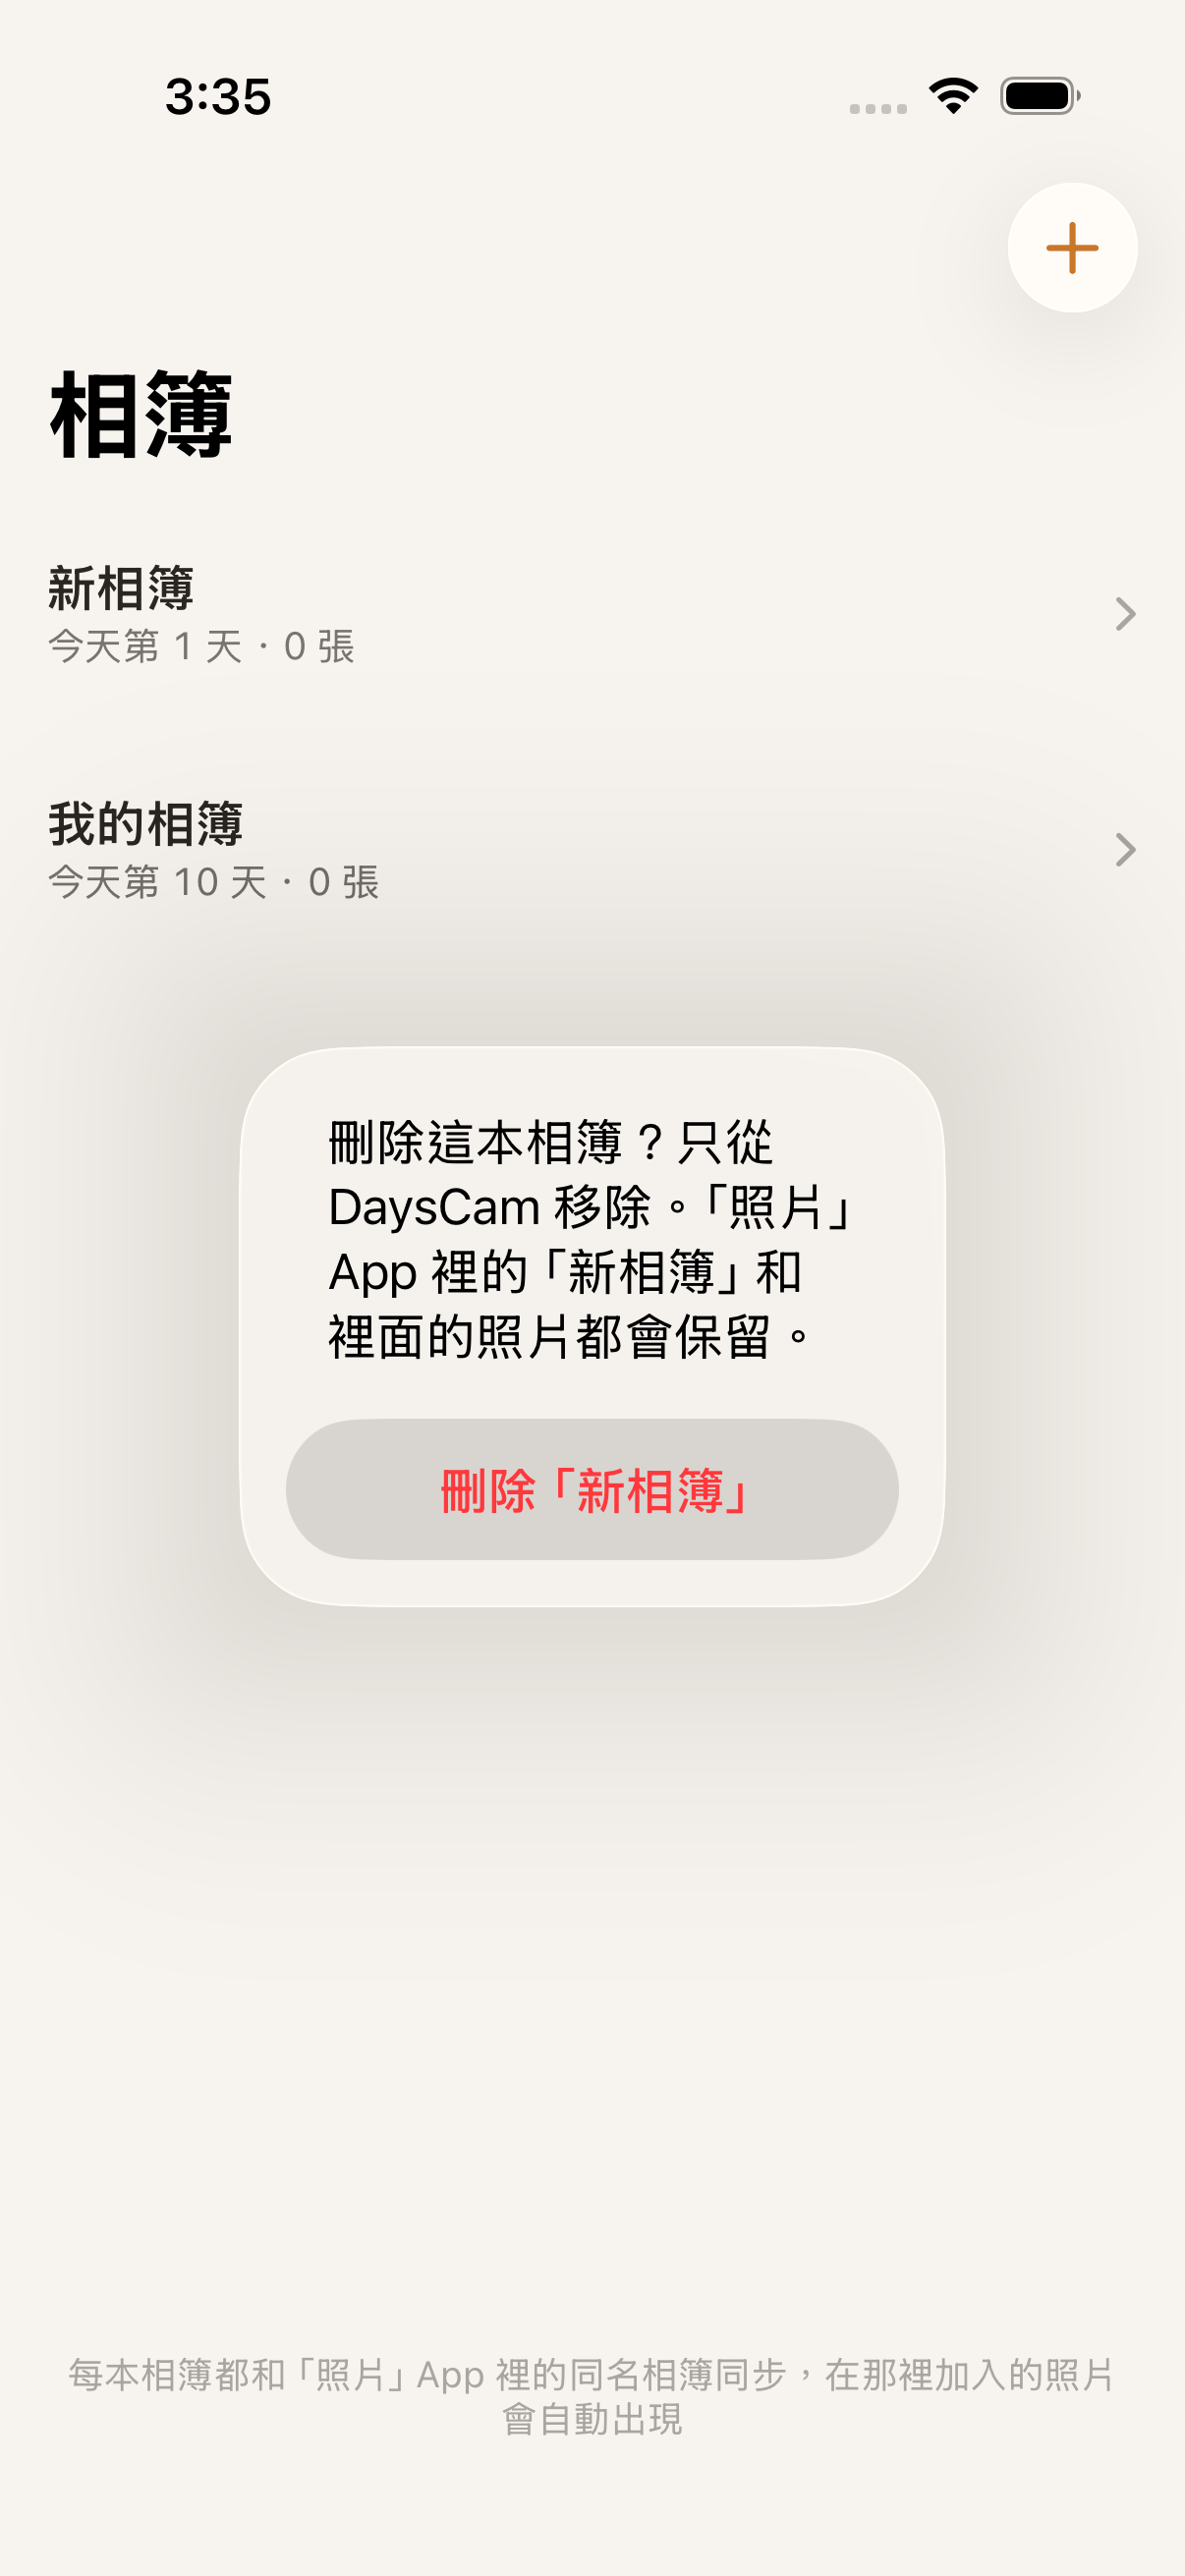 3:35
相簿
新相簿
今天第 1 天 · 0 張
我的相簿
今天第 10 天 · 0 張
刪除這本相簿？只從
DaysCam 移除。「照片」
App 裡的「新相簿」和
裡面的照片都會保留。
刪除「新相簿」
每本相簿都和「照片」App 裡的同名相簿同步，在那裡加入的照片
會自動出現